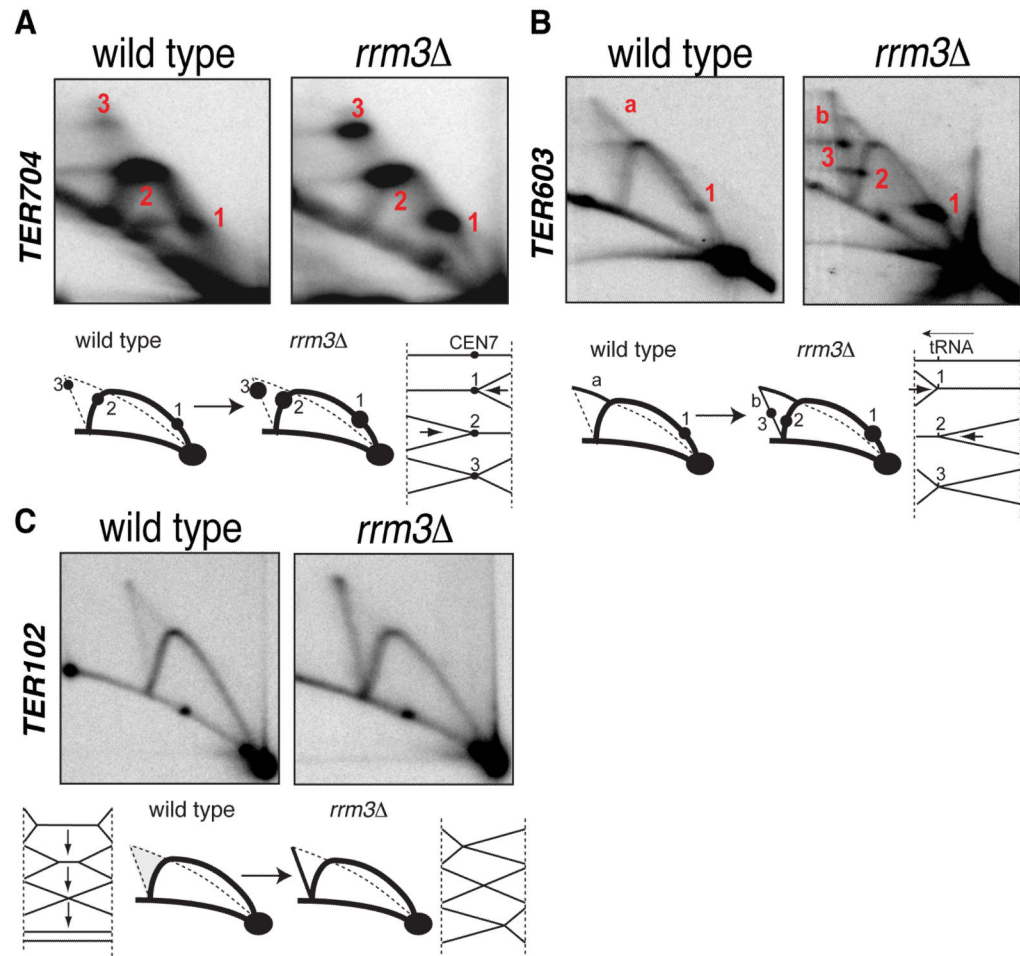 A
wild type
rrm3Δ
TER704
3
2
1
3
2
1
wild type
rrm3Δ
CEN7
3
2
1
3
2
1
1
2
3
B
wild type
rrm3Δ
TER603
a
1
b
3
2
1
wild type
rrm3Δ
tRNA
a
1
b
3
2
1
1
2
3
C
wild type
rrm3Δ
TER102
wild type
rrm3Δ